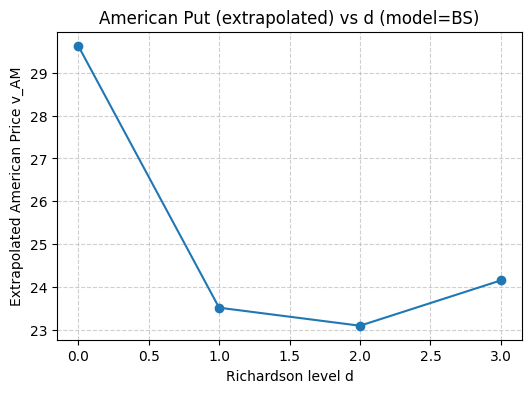 American Put (extrapolated) vs d (model=BS)
Extrapolated American Price v_AM
29
28
27
26
25
24
23
0.0 0.5 1.0 1.5 2.0 2.5 3.0
Richardson level d